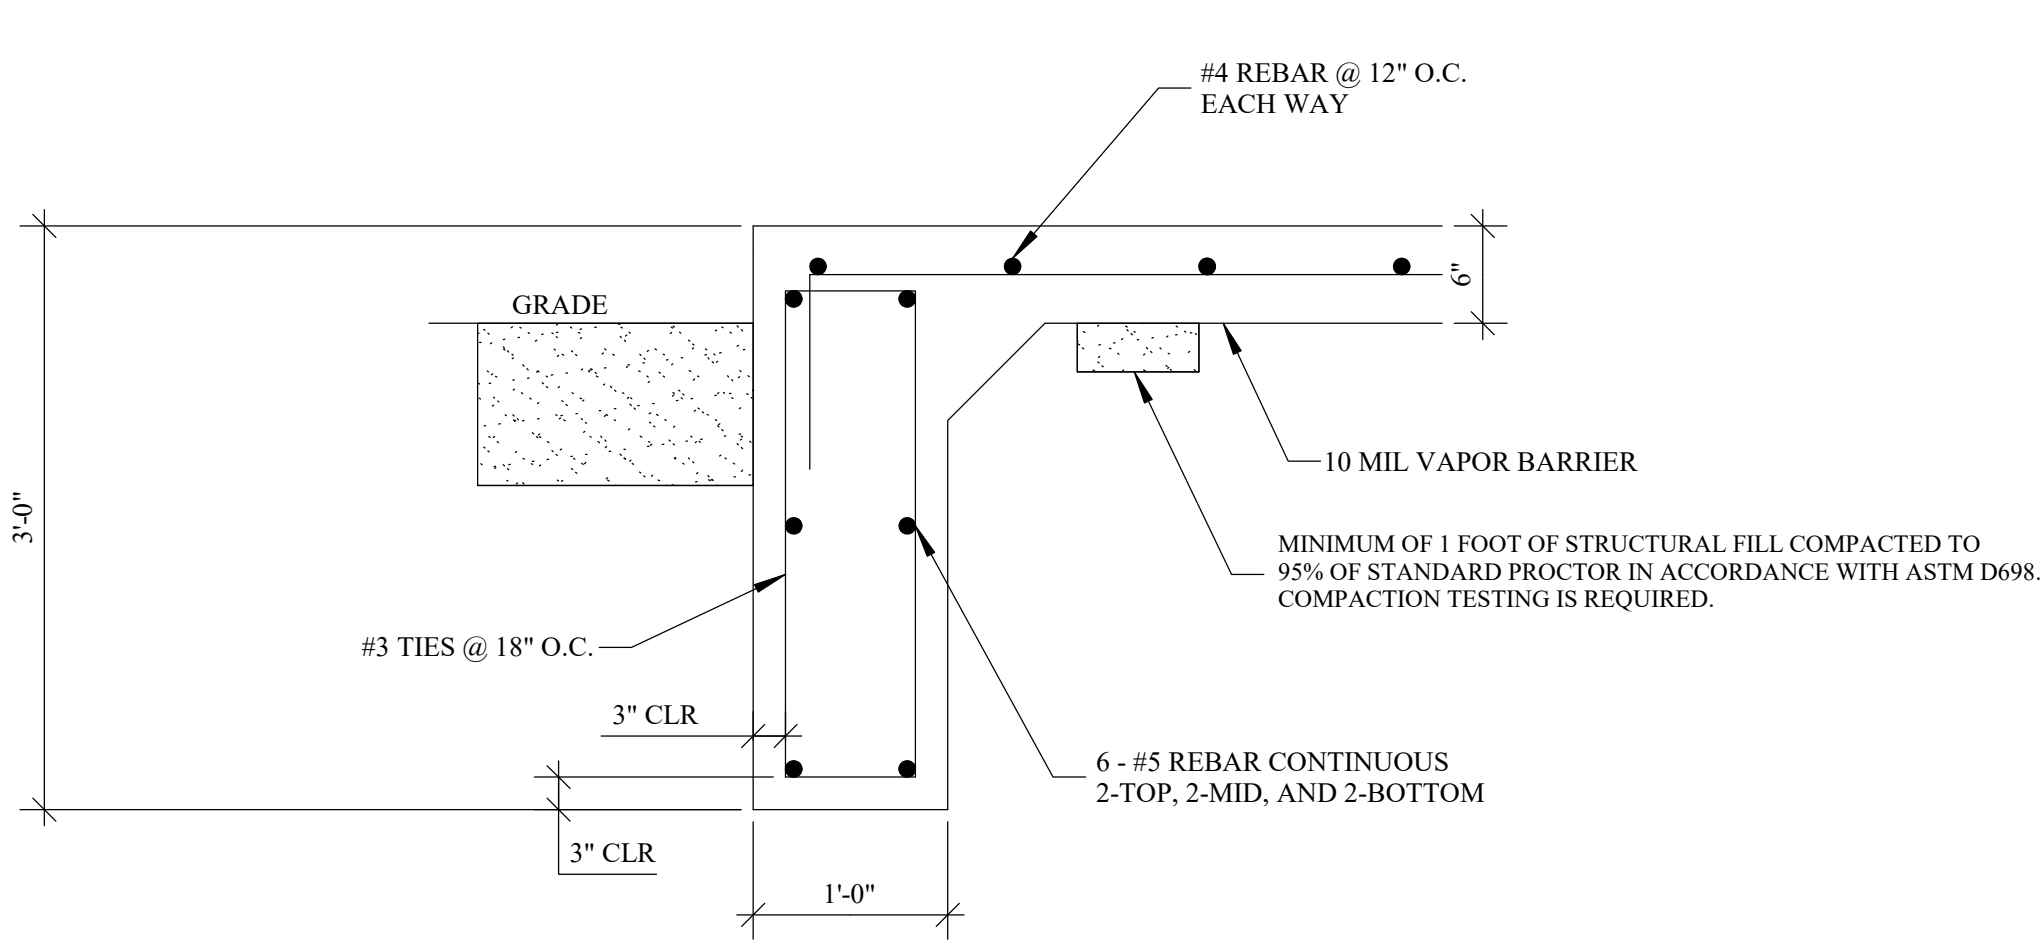 #4 REBAR @ 12" O.C.
EACH WAY
6"
GRADE
10 MIL VAPOR BARRIER
3'-0"
MINIMUM OF 1 FOOT OF STRUCTURAL FILL COMPACTED TO
95% OF STANDARD PROCTOR IN ACCORDANCE WITH ASTM D698.
COMPACTION TESTING IS REQUIRED.
#3 TIES @ 18" O.C.
3" CLR
6 - #5 REBAR CONTINUOUS
2-TOP, 2-MID, AND 2-BOTTOM
3" CLR
1'-0"